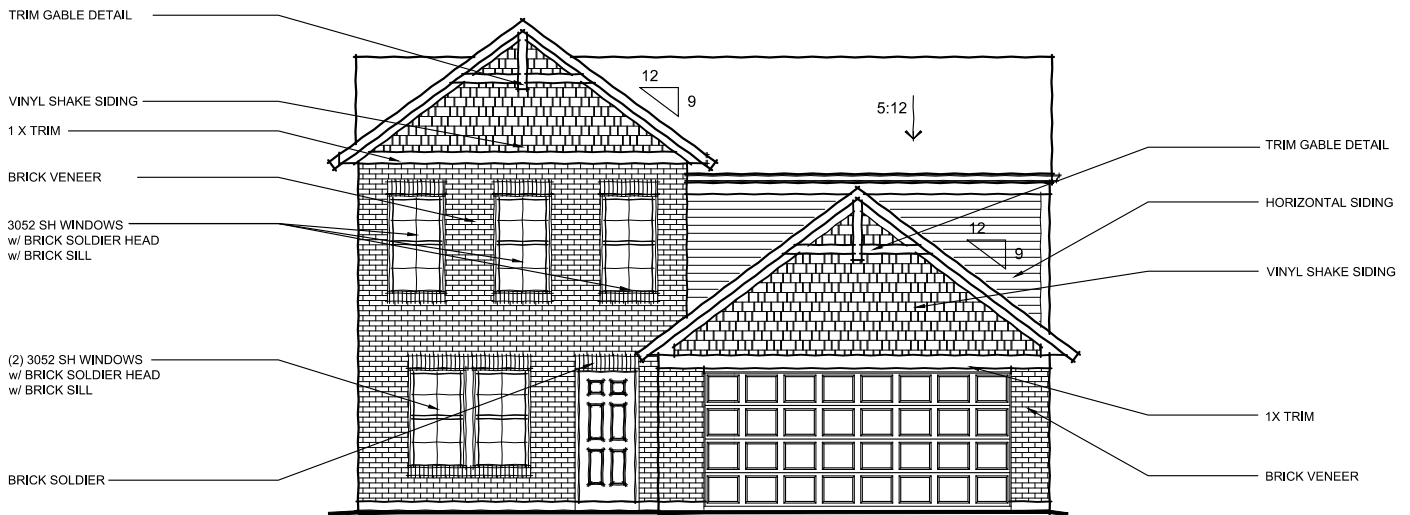 TRIM GABLE DETAIL
VINYL SHAKE SIDING
1 X TRIM
BRICK VENEER
3052 SH WINDOWS
w/ BRICK SOLDIER HEAD
w/ BRICK SILL
(2) 3052 SH WINDOWS
w/ BRICK SOLDIER HEAD
w/ BRICK SILL
BRICK SOLDIER
12
9
5:12
12
9
TRIM GABLE DETAIL
HORIZONTAL SIDING
VINYL SHAKE SIDING
1X TRIM
BRICK VENEER